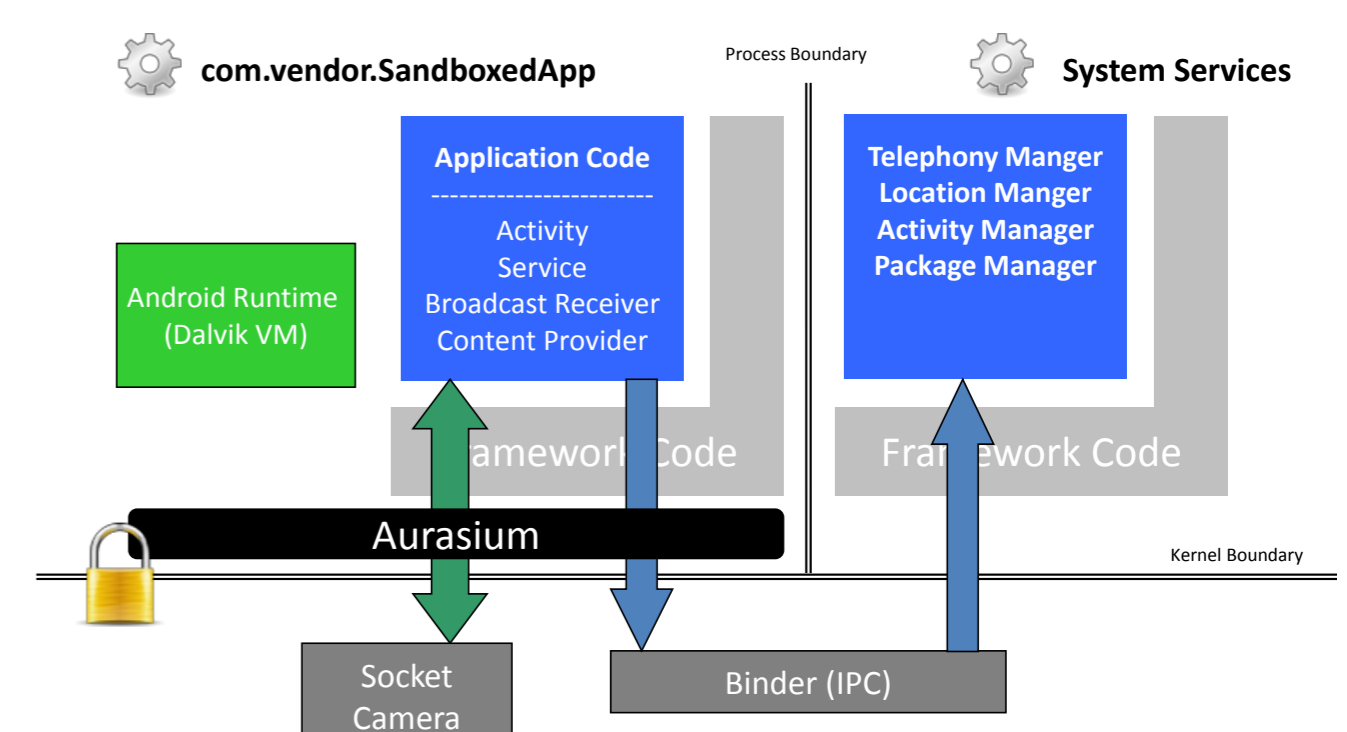 com.vendor.SandboxedApp
Process Boundary
System Services
Application Code
------------------------
Activity
Service
Broadcast Receiver
Content Provider
Telephony Manger
Location Manger
Activity Manager
Package Manager
Android Runtime
(Dalvik VM)
Framework Code
Framework Code
Aurasium
Kernel Boundary
Socket
Camera
Binder (IPC)